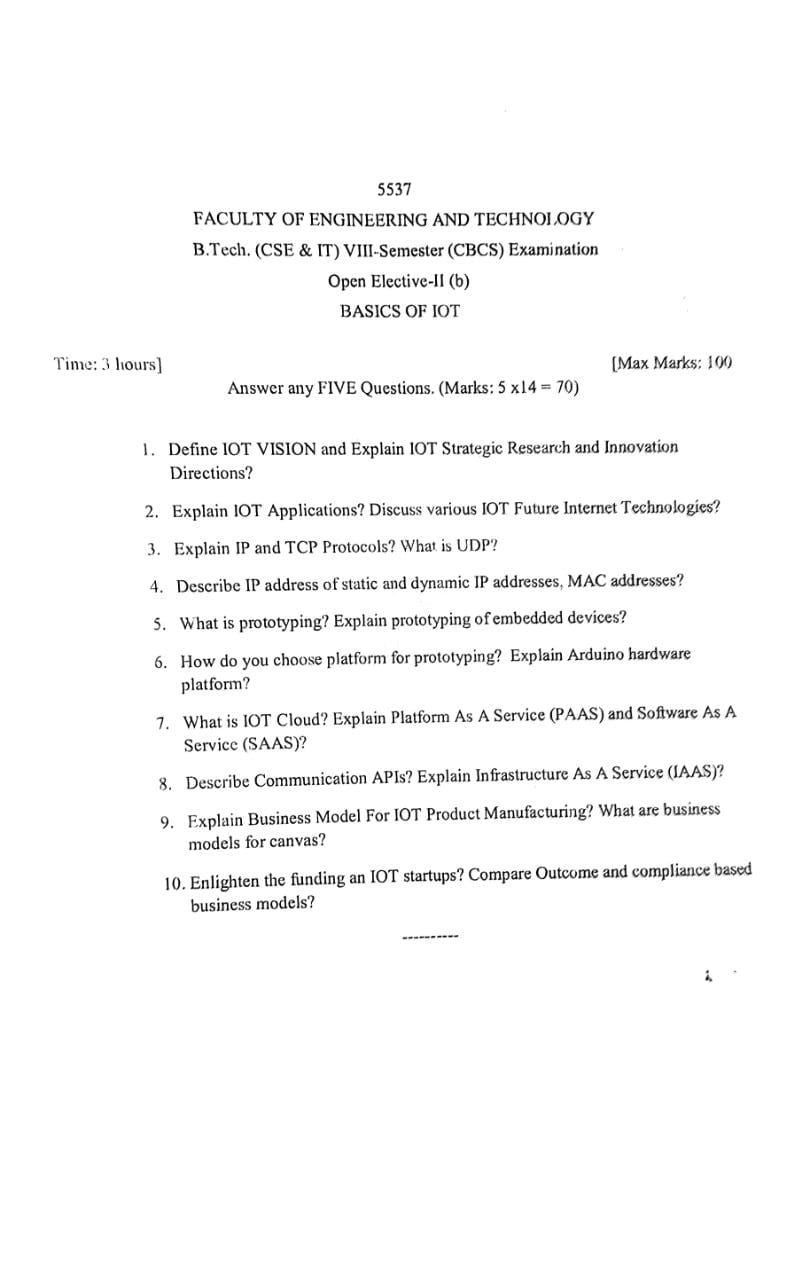 5537
FACULTY OF ENGINEERING AND TECHNOLOGY
B.Tech. (CSE & IT) VIII-Semester (CBCS) Examination
Open Elective-II (b)
BASICS OF IOT
Time: 3 hours] [Max Marks: 100
Answer any FIVE Questions. (Marks: 5 x14 = 70)
1. Define IOT VISION and Explain IOT Strategic Research and Innovation
Directions?
2. Explain IOT Applications? Discuss various IOT Future Internet Technologies?
3. Explain IP and TCP Protocols? What is UDP?
4. Describe IP address of static and dynamic IP addresses, MAC addresses?
5. What is prototyping? Explain prototyping of embedded devices?
6. How do you choose platform for prototyping? Explain Arduino hardware
platform?
7. What is IOT Cloud? Explain Platform As A Service (PAAS) and Software As A
Service (SAAS)?
8. Describe Communication APIs? Explain Infrastructure As A Service (IAAS)?
9. Explain Business Model For IOT Product Manufacturing? What are business
models for canvas?
10. Enlighten the funding an IOT startups? Compare Outcome and compliance based
business models?
----------